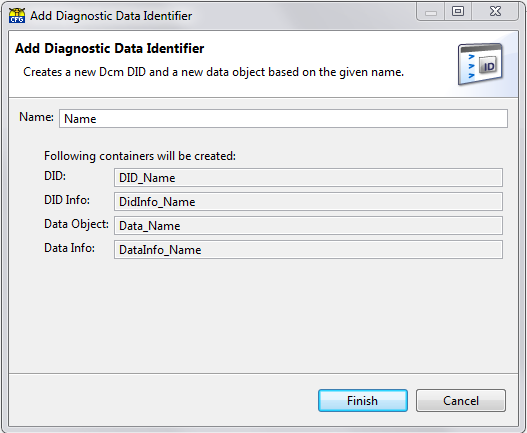 CFG Add Diagnostic Data Identifier
Add Diagnostic Data Identifier
Creates a new Dcm DID and a new data object based on the given name.
ID
Name: Name
Following containers will be created:
DID: DID_Name
DID Info: DidInfo_Name
Data Object: Data_Name
Data Info: DataInfo_Name
Finish Cancel